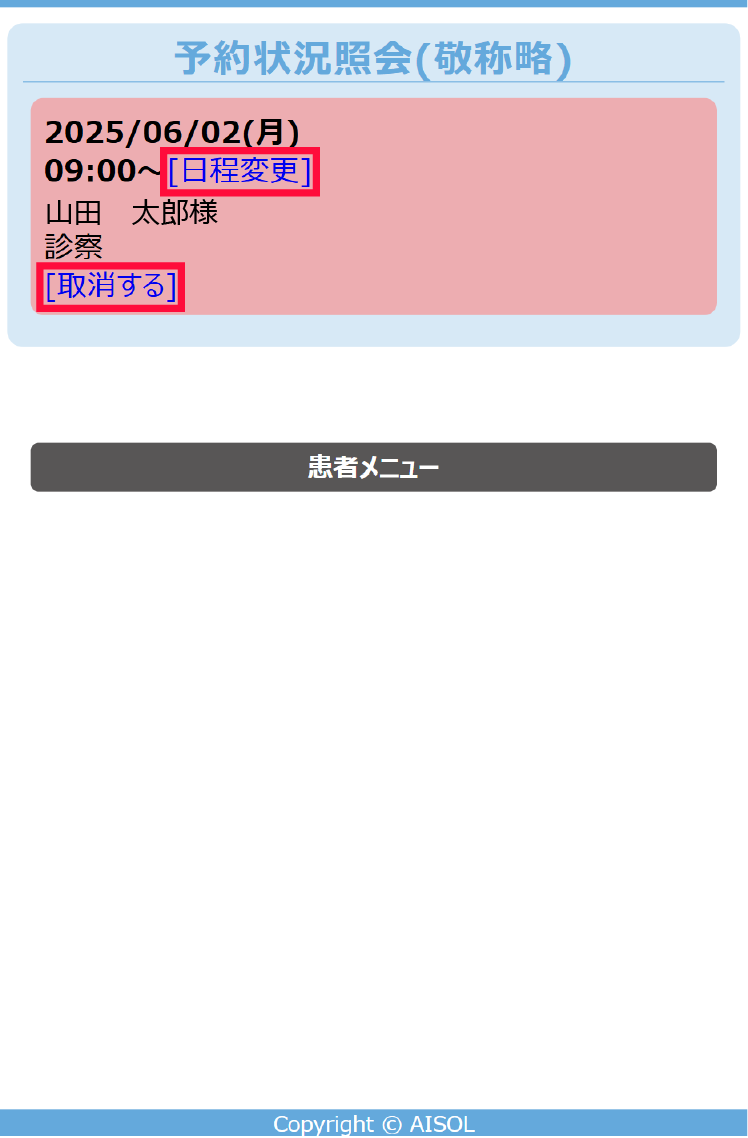 予約状況照会(敬称略)
2025/06/02(月)
09:00～[日程変更]
山田　太郎様
診察
[取消する]
患者メニュー
Copyright © AISOL